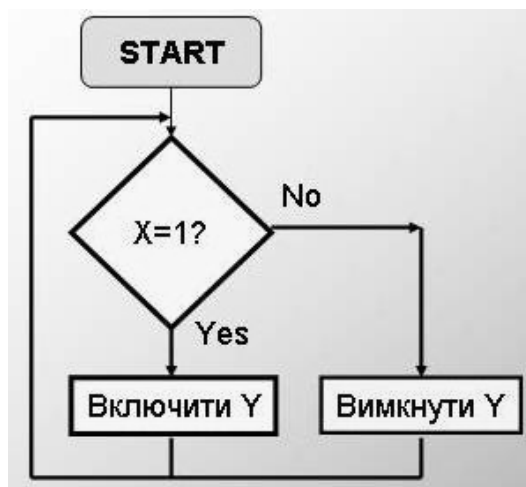 START
No
X=1?
Yes
Включити Y
Вимкнути Y